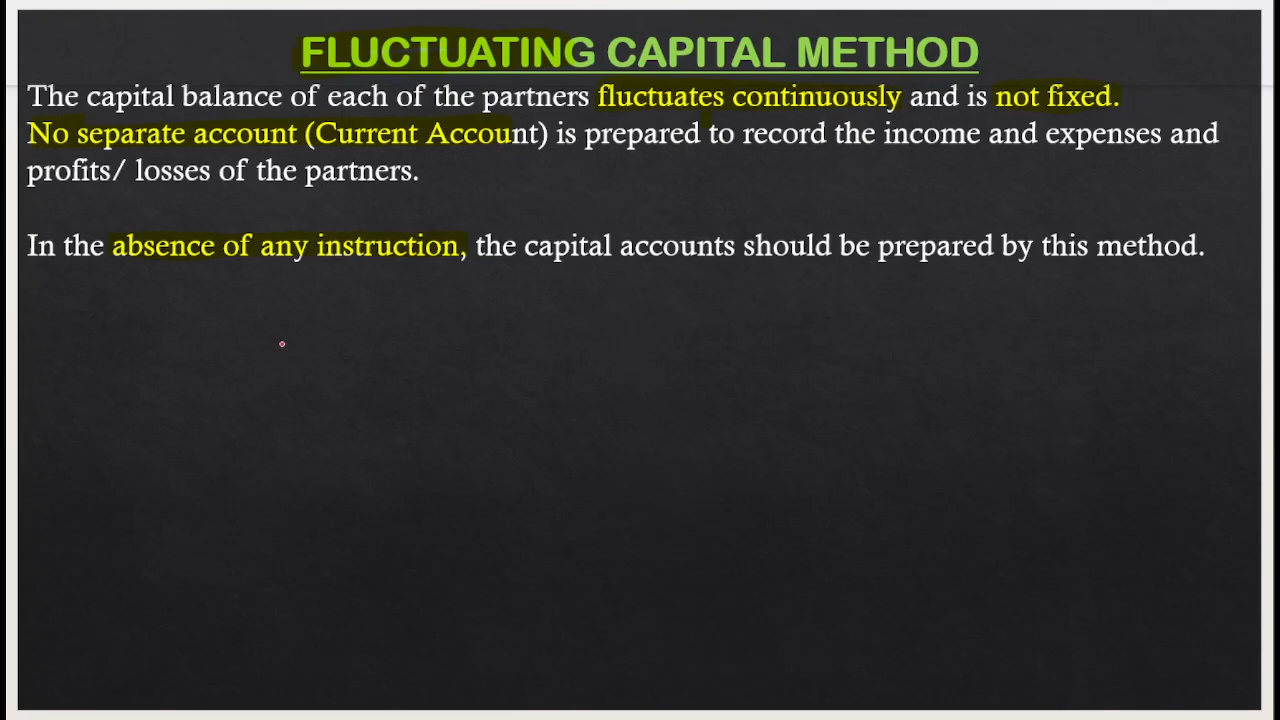 FLUCTUATING CAPITAL METHOD
The capital balance of each of the partners fluctuates continuously and is not fixed.
No separate account (Current Account) is prepared to record the income and expenses and
profits/ losses of the partners.
In the absence of any instruction, the capital accounts should be prepared by this method.